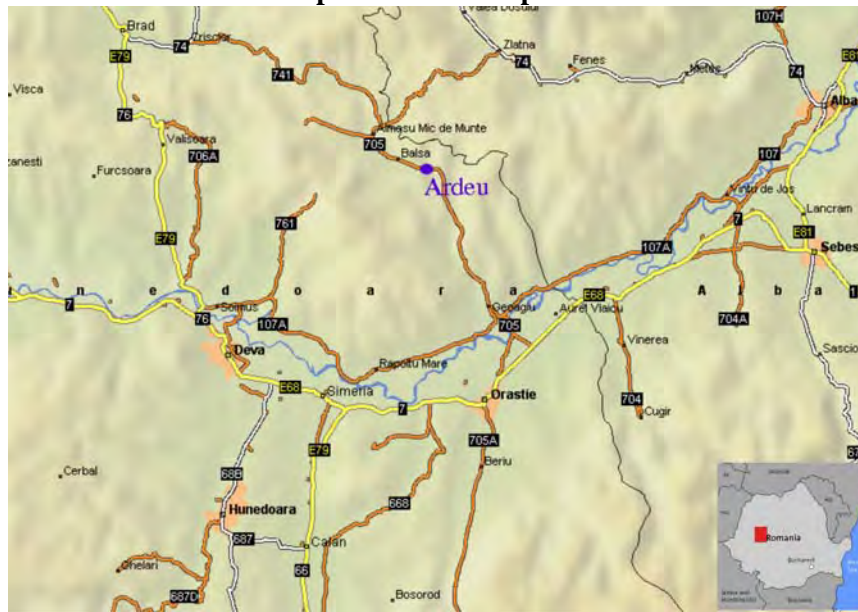 Brad
74
E79
741
Zlatna
74
Fenes
107H
74
E81
Alba
Visca
76
Valisoara
706A
Furcsoara
Almasu Mic de Munte
705
Balsa
Ardeu
107
Vintu de Jos
7
Lancram
E81
Sebes
E79
761
107A
n e d o a r a
A l b a
7
76
Soimus
107A
Geoagiu
705
E68
Aurel Vlaicu
704A
Deva
Rapoltu Mare
Vinerea
Sascio
E68
Simeria
7
Orastie
704
Cugir
E79
705A
Beriu
67
Cerbal
68B
Hunedoara
668
687
Calan
66
Ghelari
687D
Bosorod
Romania
Bucharest